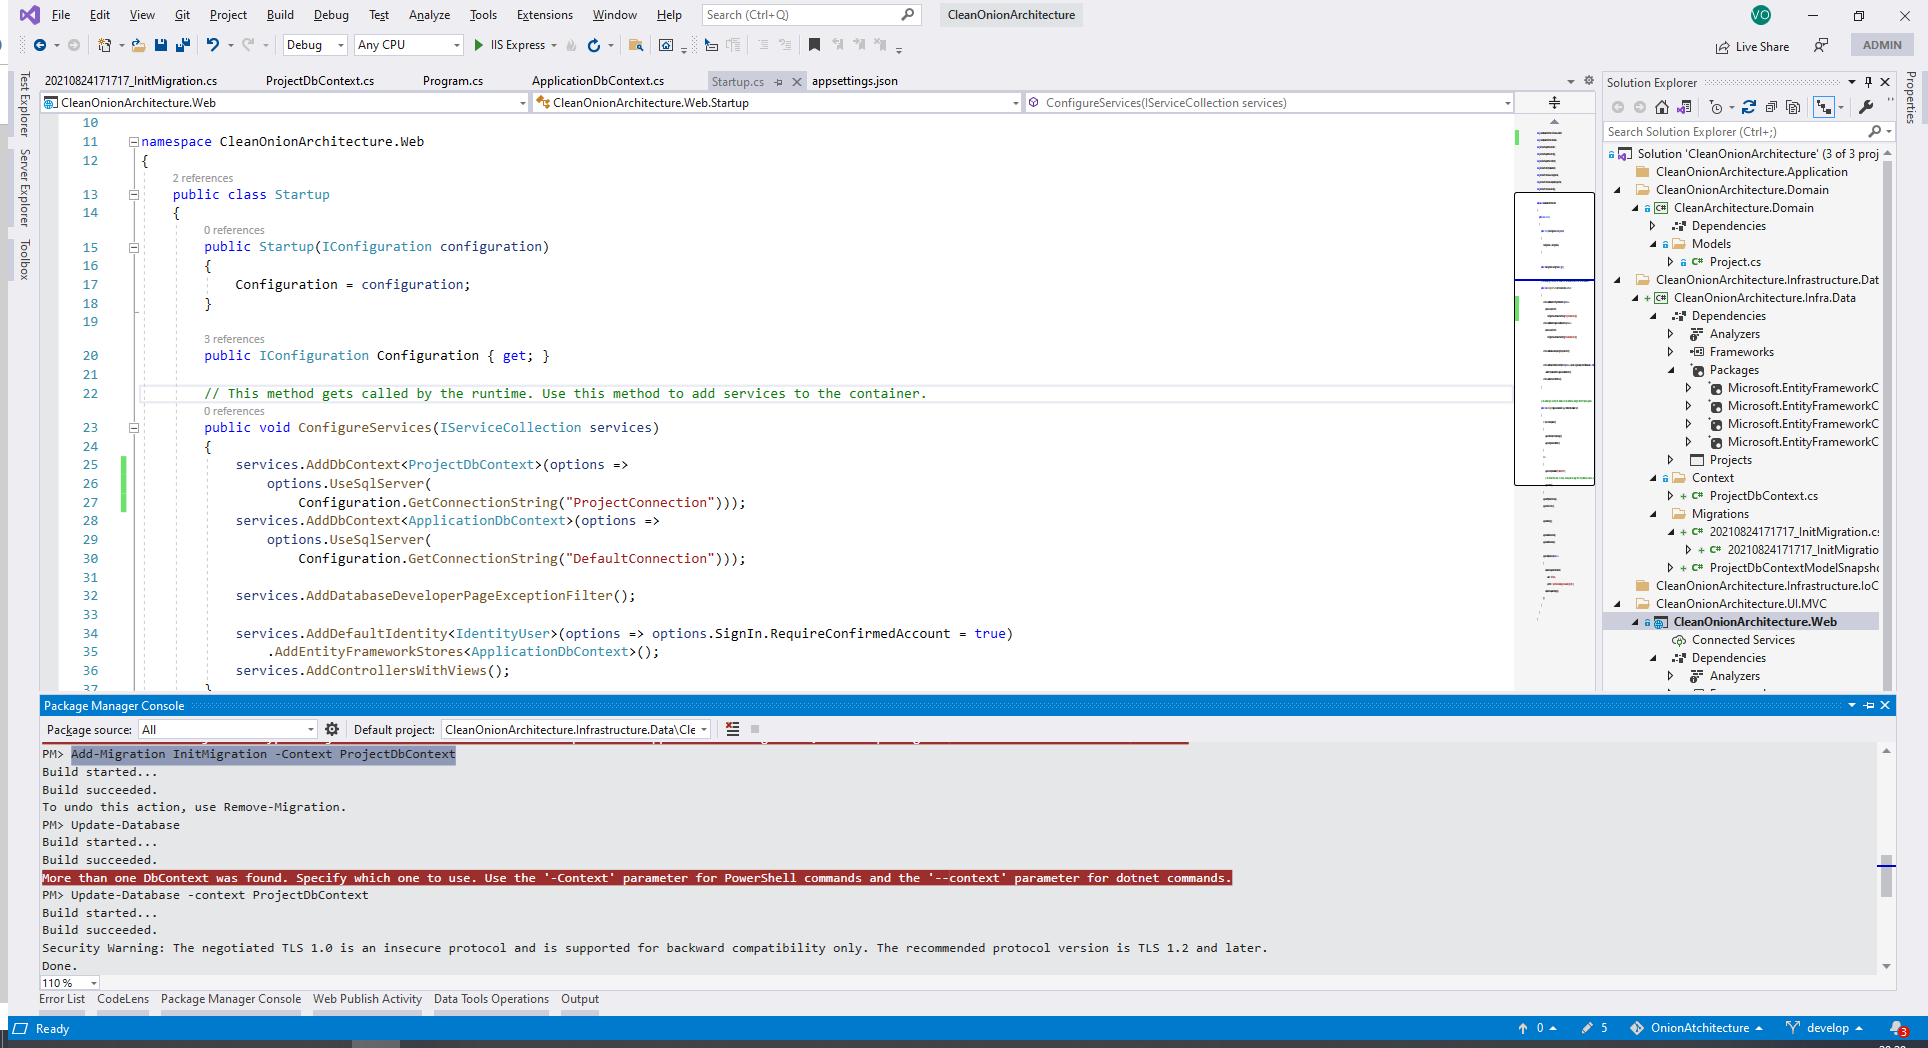 File Edit View Git Project Build Debug Test Analyze Tools Extensions Window Help Search (Ctrl+Q) CleanOnionArchitecture VO
Debug Any CPU IIS Express Live Share ADMIN
20210824171717_InitMigration.cs ProjectDbContext.cs Program.cs ApplicationDbContext.cs Startup.cs appsettings.json
CleanOnionArchitecture.Web CleanOnionArchitecture.Web.Startup ConfigureServices(IServiceCollection services)
Test Explorer
Server Explorer
Toolbox
10
11 namespace CleanOnionArchitecture.Web
12 {
2 references
13 public class Startup
14 {
0 references
15 public Startup(IConfiguration configuration)
16 {
17 Configuration = configuration;
18 }
19
3 references
20 public IConfiguration Configuration { get; }
21
22 // This method gets called by the runtime. Use this method to add services to the container.
0 references
23 public void ConfigureServices(IServiceCollection services)
24 {
25 services.AddDbContext<ProjectDbContext>(options =>
26 options.UseSqlServer(
27 Configuration.GetConnectionString("ProjectConnection")));
28 services.AddDbContext<ApplicationDbContext>(options =>
29 options.UseSqlServer(
30 Configuration.GetConnectionString("DefaultConnection")));
31
32 services.AddDatabaseDeveloperPageExceptionFilter();
33
34 services.AddDefaultIdentity<IdentityUser>(options => options.SignIn.RequireConfirmedAccount = true)
35 .AddEntityFrameworkStores<ApplicationDbContext>();
36 services.AddControllersWithViews();
37 }
Solution Explorer
Search Solution Explorer (Ctrl+;)
Solution 'CleanOnionArchitecture' (3 of 3 proj
CleanOnionArchitecture.Application
CleanOnionArchitecture.Domain
CleanArchitecture.Domain
Dependencies
Models
Project.cs
CleanOnionArchitecture.Infrastructure.Dat
CleanOnionArchitecture.Infra.Data
Dependencies
Analyzers
Frameworks
Packages
Microsoft.EntityFrameworkC
Microsoft.EntityFrameworkC
Microsoft.EntityFrameworkC
Microsoft.EntityFrameworkC
Projects
Context
ProjectDbContext.cs
Migrations
20210824171717_InitMigration.cs
20210824171717_InitMigratio
ProjectDbContextModelSnapsho
CleanOnionArchitecture.Infrastructure.IoC
CleanOnionArchitecture.UI.MVC
CleanOnionArchitecture.Web
Connected Services
Dependencies
Analyzers
Properties
Package Manager Console
Package source: All Default project: CleanOnionArchitecture.Infrastructure.Data\Cle
PM> Add-Migration InitMigration -Context ProjectDbContext
Build started...
Build succeeded.
To undo this action, use Remove-Migration.
PM> Update-Database
Build started...
Build succeeded.
More than one DbContext was found. Specify which one to use. Use the '-Context' parameter for PowerShell commands and the '--context' parameter for dotnet commands.
PM> Update-Database -context ProjectDbContext
Build started...
Build succeeded.
Security Warning: The negotiated TLS 1.0 is an insecure protocol and is supported for backward compatibility only. The recommended protocol version is TLS 1.2 and later.
Done.
110 %
Error List CodeLens Package Manager Console Web Publish Activity Data Tools Operations Output
Ready 0 5 OnionAtchitecture develop 3